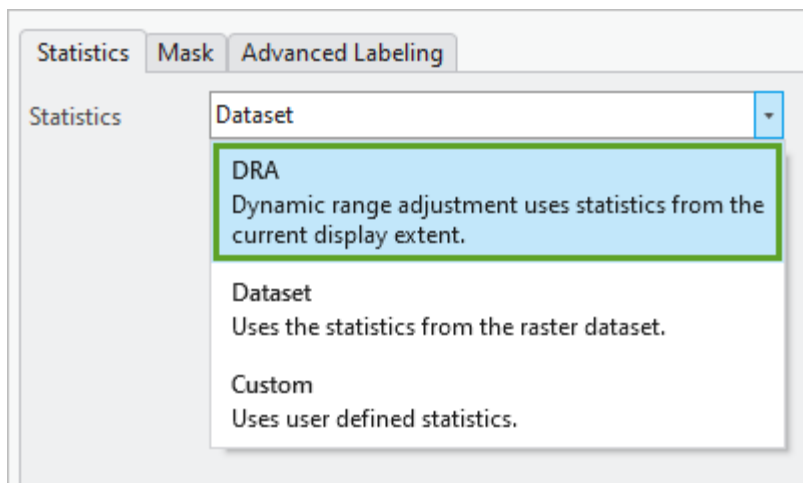 Statistics Mask Advanced Labeling
Statistics Dataset
DRA
Dynamic range adjustment uses statistics from the
current display extent.
Dataset
Uses the statistics from the raster dataset.
Custom
Uses user defined statistics.